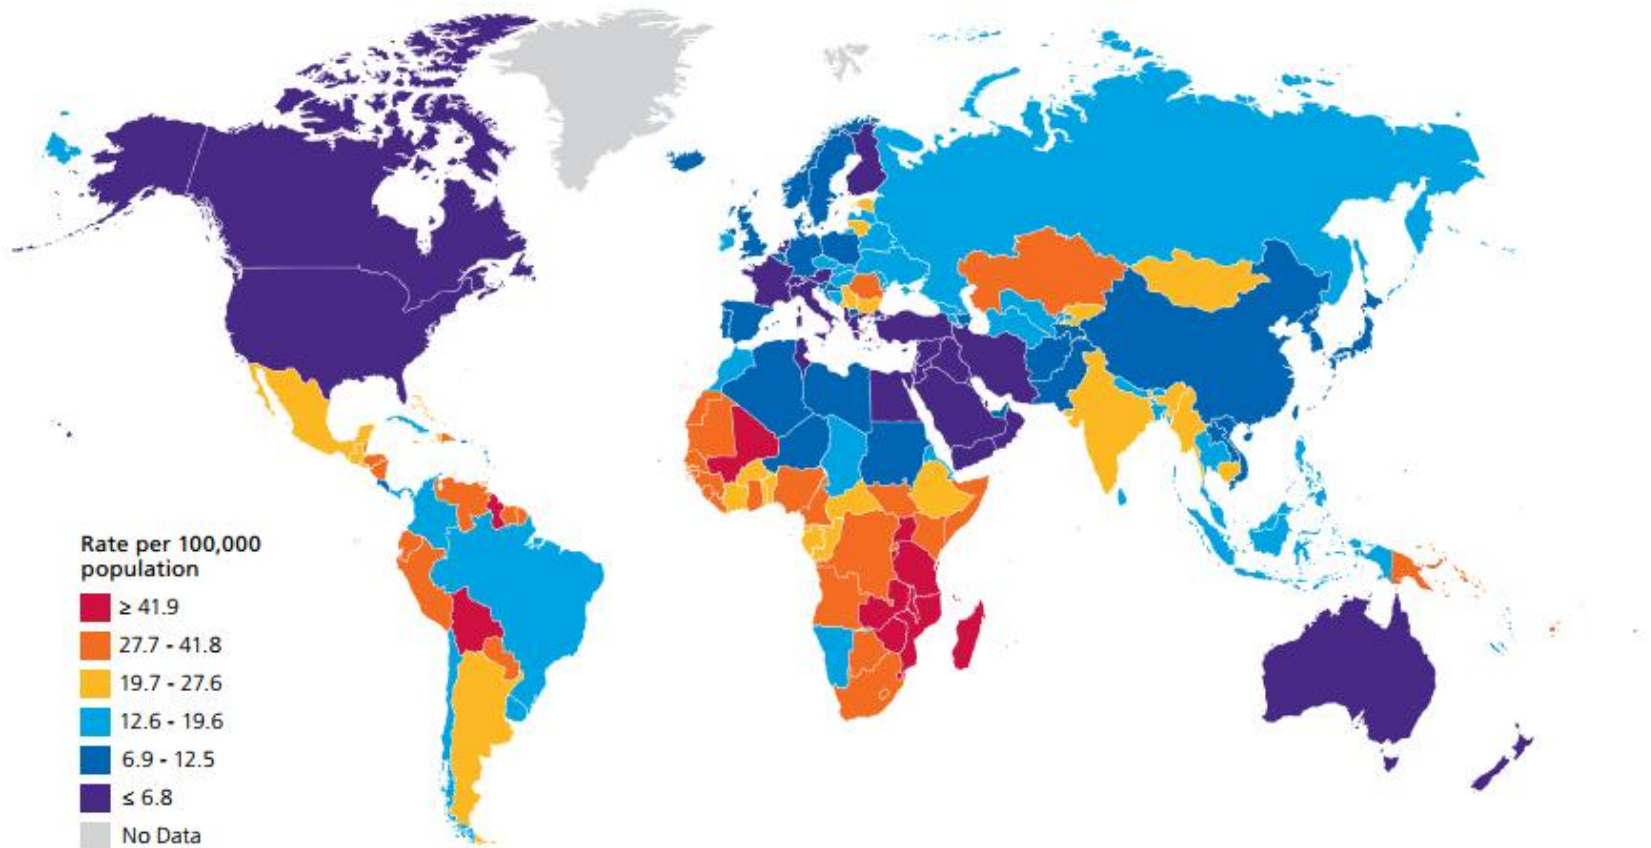 Rate per 100,000
population
≥ 41.9
27.7 - 41.8
19.7 - 27.6
12.6 - 19.6
6.9 - 12.5
≤ 6.8
No Data